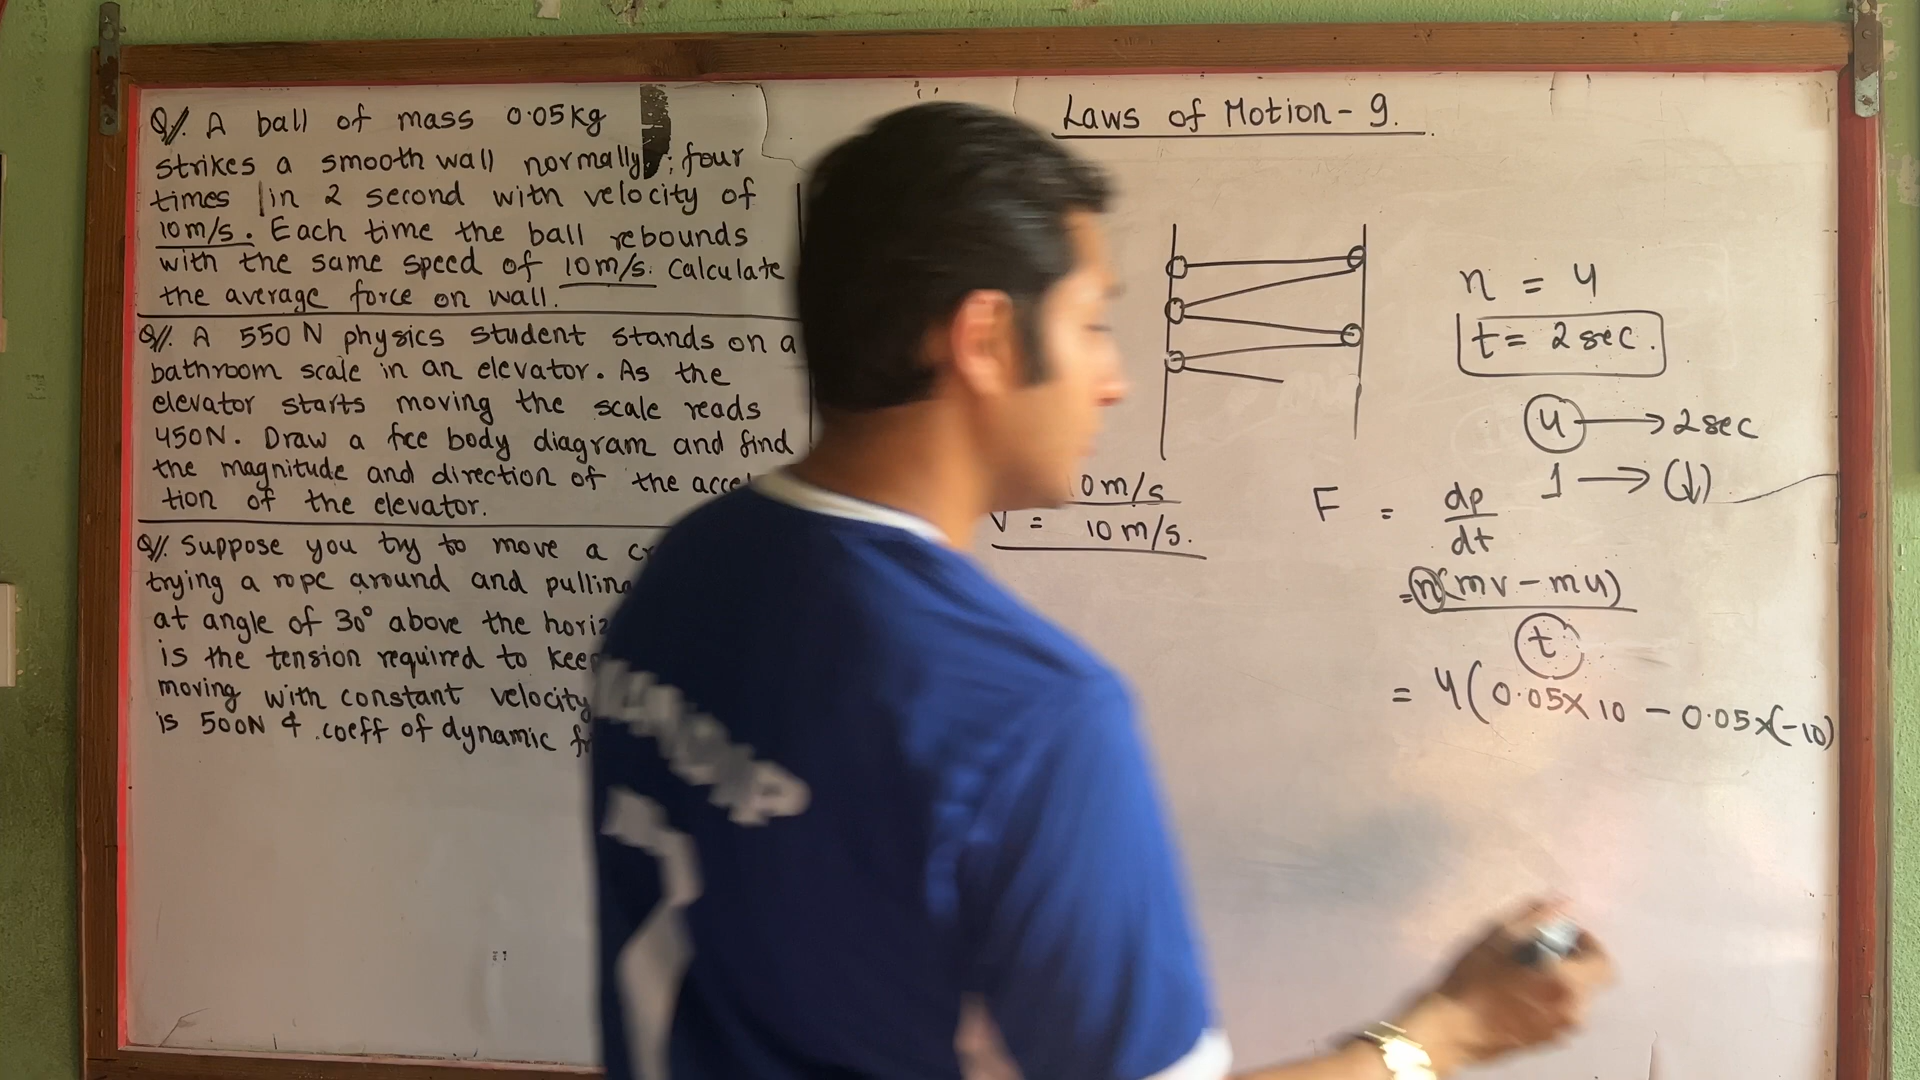 Q/. A ball of mass 0.05kg
strikes a smooth wall normally; four
times in 2 second with velocity of
10m/s. Each time the ball rebounds
with the same speed of 10m/s. Calculate
the average force on wall.
Q/. A 550 N physics student stands on a
bathroom scale in an elevator. As the
elevator starts moving the scale reads
450N. Draw a fee body diagram and find
the magnitude and direction of the acce
tion of the elevator.
Q/. Suppose you try to move a cr
trying a rope around and pulling
at angle of 30° above the horiz
is the tension required to keep
moving with constant velocity
is 500N & coeff of dynamic fr
Laws of Motion - 9.
n = 4
t = 2 sec.
4 → 2 sec
1 → (↓)
0m/s
V = 10 m/s.
F = dp
dt
= n(mv - mu)
t
= 4(0.05×10 - 0.05×(-10)